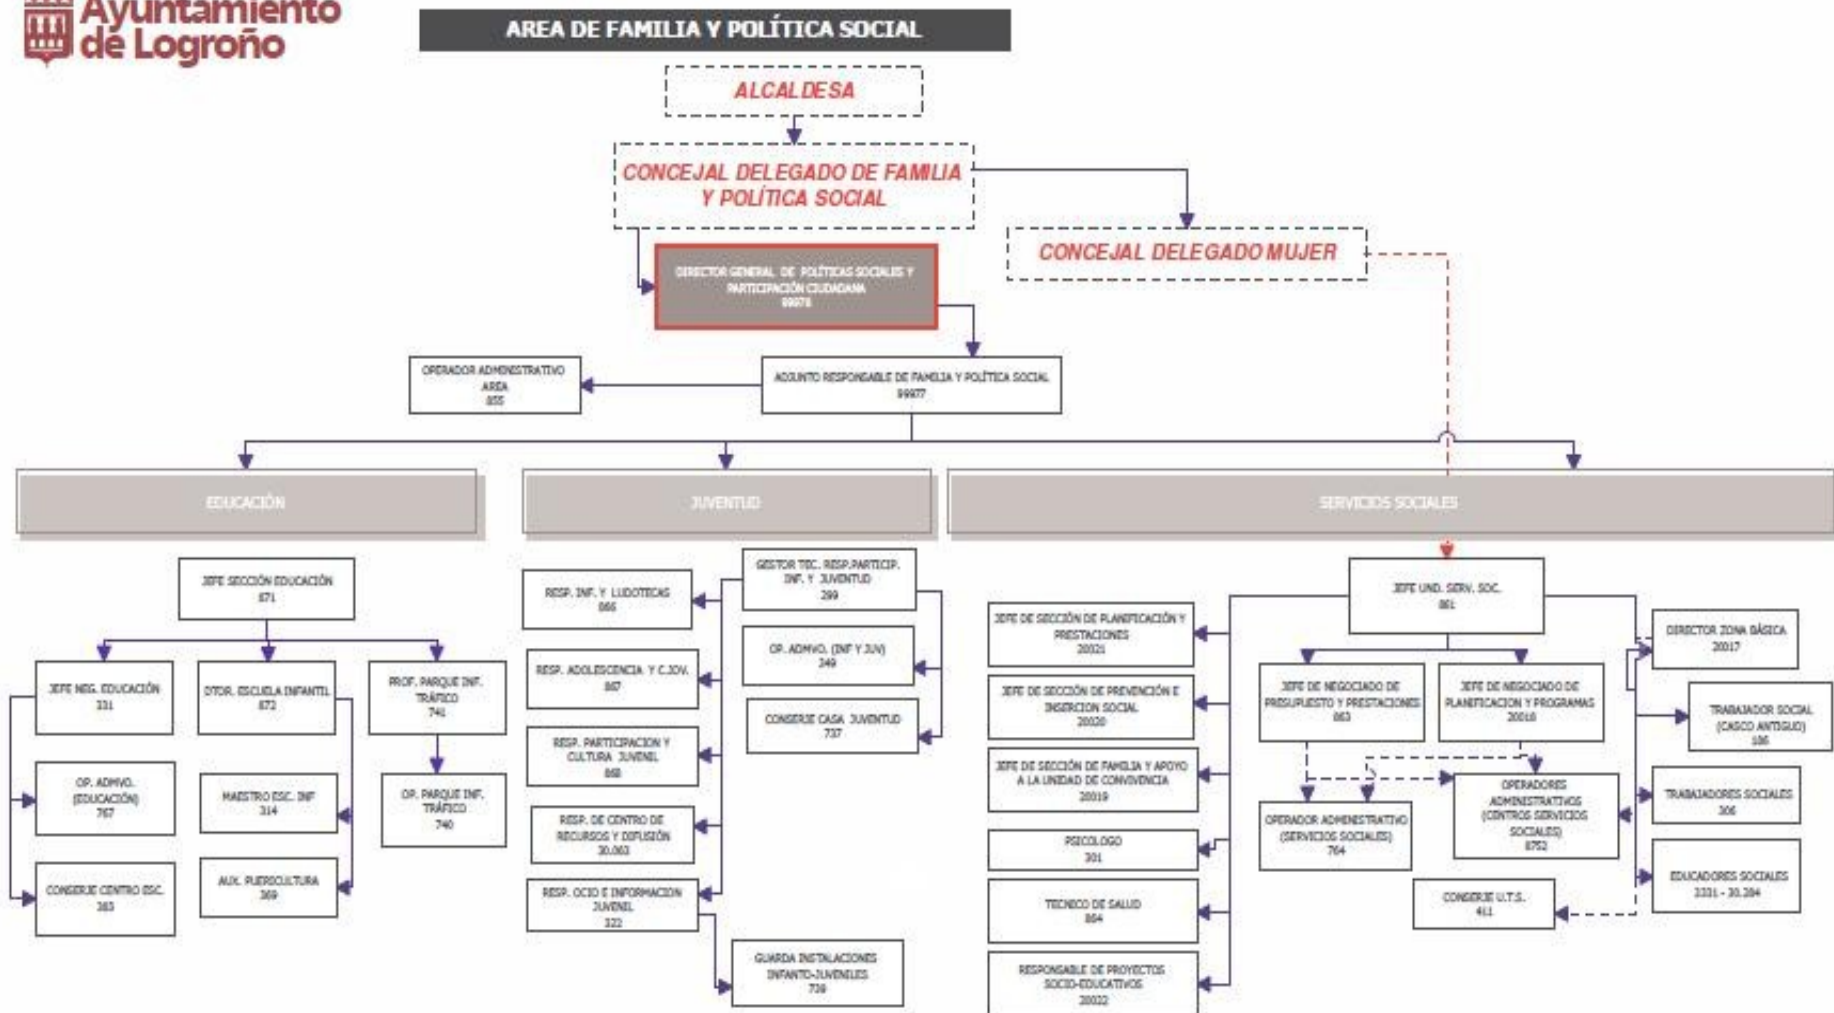 Ayuntamiento
de Logroño
AREA DE FAMILIA Y POLÍTICA SOCIAL
ALCALDESA
CONCEJAL DELEGADO DE FAMILIA
Y POLÍTICA SOCIAL
CONCEJAL DELEGADO MUJER
DIRECTOR GENERAL DE POLÍTICAS SOCIALES Y
PARTICIPACIÓN CIUDADANA
99978
OPERADOR ADMINISTRATIVO
AREA
855
ADJUNTO RESPONSABLE DE FAMILIA Y POLÍTICA SOCIAL
99977
EDUCACIÓN
JUVENTUD
SERVICIOS SOCIALES
JEFE SECCIÓN EDUCACIÓN
871
JEFE NEG. EDUCACIÓN
331
DTOR. ESCUELA INFANTIL
872
PROF. PARQUE INF.
TRÁFICO
741
OP. ADMVO.
(EDUCACIÓN)
767
MAESTRO ESC. INF
314
OP. PARQUE INF.
TRÁFICO
740
CONSERJE CENTRO ESC.
383
AUX. PUERICULTURA
369
GESTOR TEC. RESP.PARTICIP.
INF. Y JUVENTUD
299
RESP. INF. Y LUDOTECAS
866
OP. ADMVO. (INF Y JUV)
349
RESP. ADOLESCENCIA Y C.JOV.
867
CONSERJE CASA JUVENTUD
737
RESP. PARTICIPACION Y
CULTURA JUVENIL
868
RESP. DE CENTRO DE
RECURSOS Y DIFUSIÓN
30.063
RESP. OCIO E INFORMACION
JUVENIL
322
GUARDA INSTALACIONES
INFANTO-JUVENILES
739
JEFE UND. SERV. SOC.
861
JEFE DE SECCIÓN DE PLANIFICACIÓN Y
PRESTACIONES
20021
JEFE DE SECCIÓN DE PREVENCIÓN E
INSERCION SOCIAL
20020
JEFE DE SECCIÓN DE FAMILIA Y APOYO
A LA UNIDAD DE CONVIVENCIA
20019
PSICOLOGO
301
TECNICO DE SALUD
864
RESPONSABLE DE PROYECTOS
SOCIO-EDUCATIVOS
20022
JEFE DE NEGOCIADO DE
PRESUPUESTO Y PRESTACIONES
863
JEFE DE NEGOCIADO DE
PLANIFICACION Y PROGRAMAS
20018
OPERADOR ADMINISTRATIVO
(SERVICIOS SOCIALES)
764
OPERADORES
ADMINISTRATIVOS
(CENTROS SERVICIOS
SOCIALES)
8752
CONSERJE U.T.S.
411
DIRECTOR ZONA BÁSICA
20017
TRABAJADOR SOCIAL
(CASCO ANTIGUO)
TRABAJADORES SOCIALES
306
EDUCADORES SOCIALES
3331 - 30.284